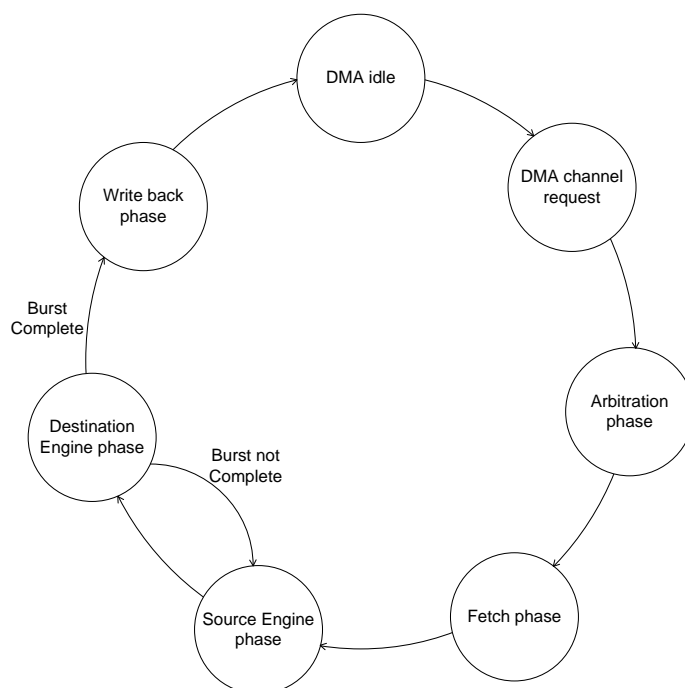 DMA idle
DMA channel
request
Arbitration
phase
Fetch phase
Source Engine
phase
Burst not
Complete
Destination
Engine phase
Burst
Complete
Write back
phase